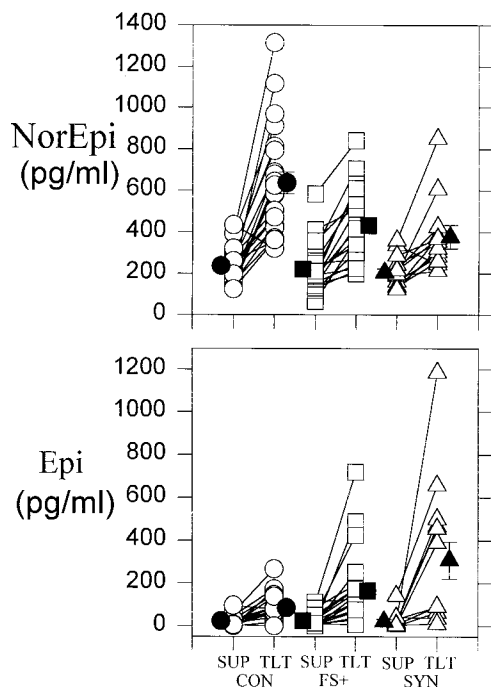 1400
1200
1000
NorEpi 800
(pg/ml) 600
400
200
0
1200
1000
Epi 800
(pg/ml) 600
400
200
0
SUP TLT SUP TLT SUP TLT
CON FS+ SYN